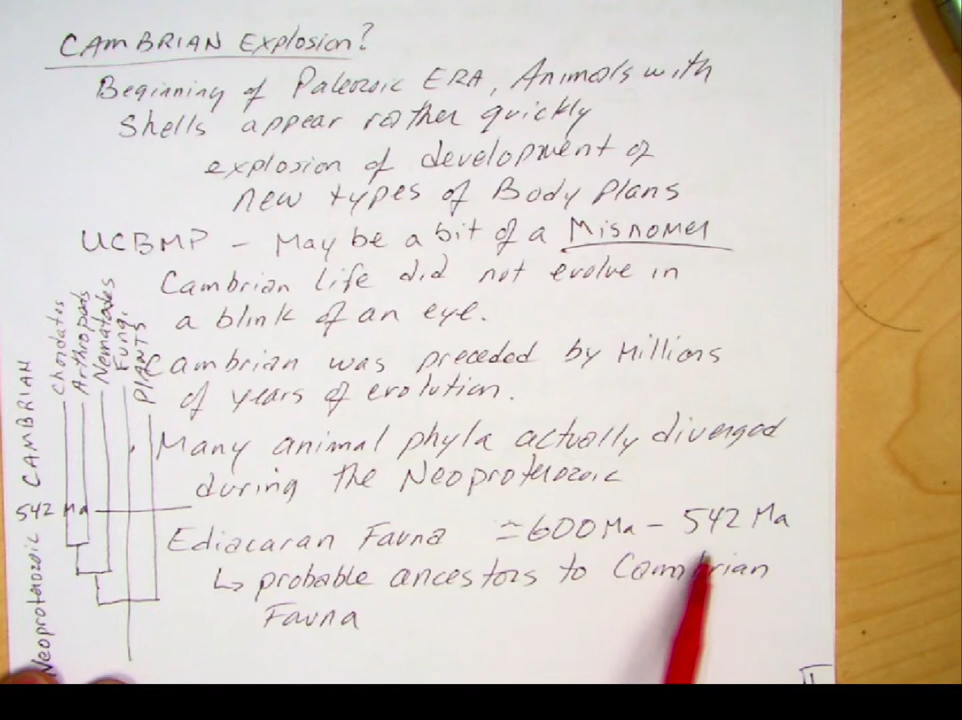 CAMBRIAN Explosion?
Beginning of Paleozoic ERA, Animals with
Shells appear rather quickly
explosion of development of
new types of Body Plans
UCBMP - May be a bit of a Misnomer
Cambrian life did not evolve in
a blink of an eye.
Cambrian was preceded by Millions
of years of evolution.
Many animal phyla actually diverged
during the Neoproterozoic
Ediacaran Fauna ≈600 Ma - 542 Ma
↳ probable ancestors to Cambrian
Fauna
Chordates
Arthropods
Nematodes
Fungi
PLANTS
CAMBRIAN
542 Ma
Neoproterozoic